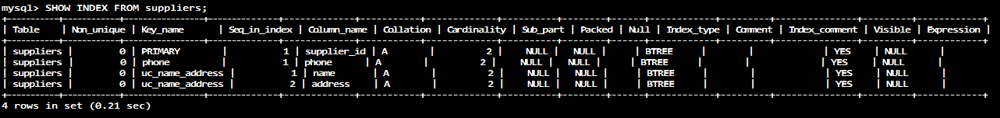 mysql> SHOW INDEX FROM suppliers;
+-----------+------------+-----------------+--------------+-------------+-----------+-------------+----------+--------+------+------------+---------+---------------+---------+------------+
| Table | Non_unique | Key_name | Seq_in_index | Column_name | Collation | Cardinality | Sub_part | Packed | Null | Index_type | Comment | Index_comment | Visible | Expression |
+-----------+------------+-----------------+--------------+-------------+-----------+-------------+----------+--------+------+------------+---------+---------------+---------+------------+
| suppliers | 0 | PRIMARY | 1 | supplier_id | A | 2 | NULL | NULL | | BTREE | | | YES | NULL |
| suppliers | 0 | phone | 1 | phone | A | 2 | NULL | NULL | | BTREE | | | YES | NULL |
| suppliers | 0 | uc_name_address | 1 | name | A | 2 | NULL | NULL | | BTREE | | | YES | NULL |
| suppliers | 0 | uc_name_address | 2 | address | A | 2 | NULL | NULL | | BTREE | | | YES | NULL |
+-----------+------------+-----------------+--------------+-------------+-----------+-------------+----------+--------+------+------------+---------+---------------+---------+------------+
4 rows in set (0.21 sec)